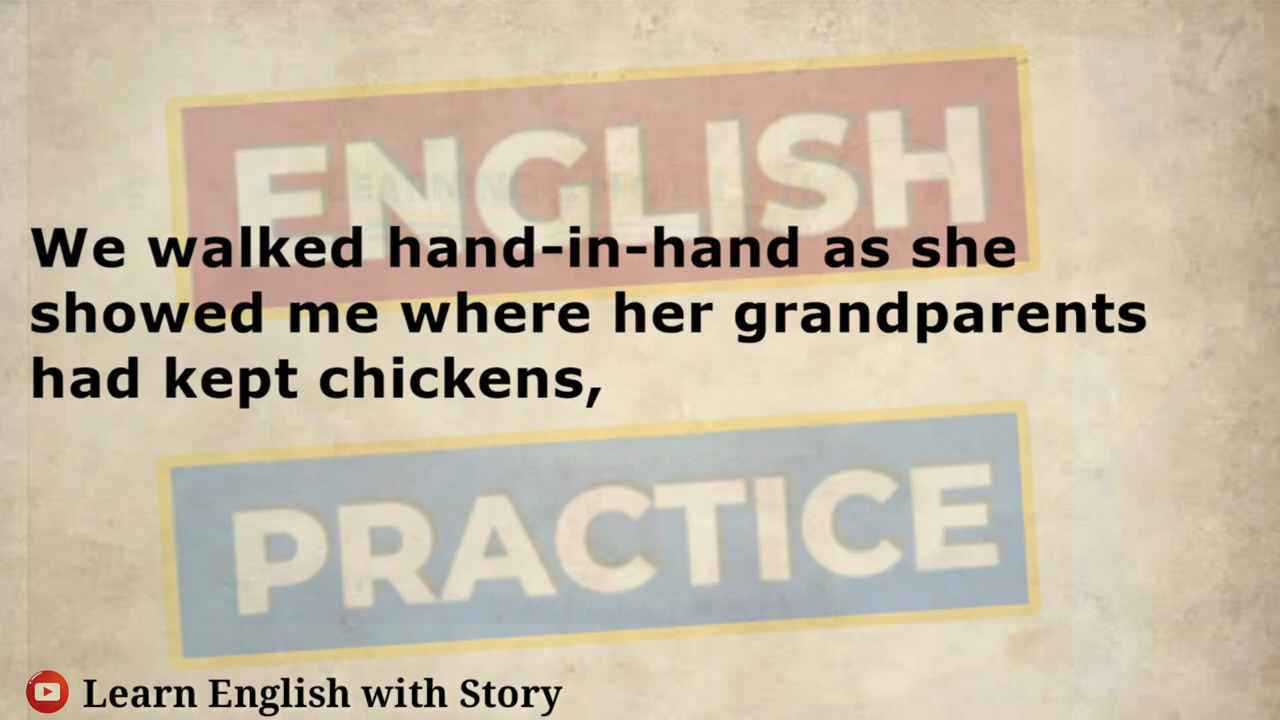 ENGLISH
We walked hand-in-hand as she
showed me where her grandparents
had kept chickens,
PRACTICE
Learn English with Story